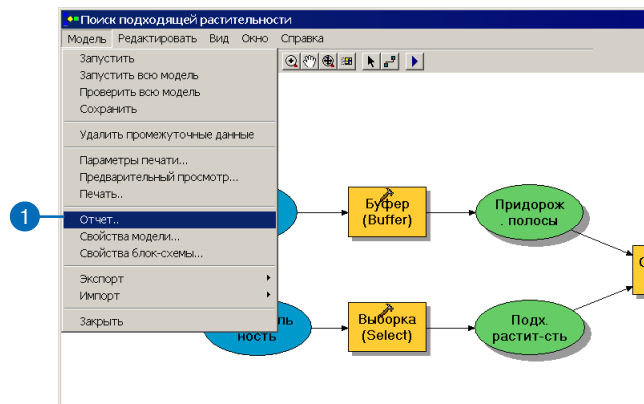 Поиск подходящей растительности
Модель Редактировать Вид Окно Справка
Запустить
Запустить всю модель
Проверить всю модель
Сохранить
Удалить промежуточные данные
Параметры печати...
Предварительный просмотр...
Печать..
1
Отчет..
Свойства модели...
Свойства блок-схемы...
Экспорт
Импорт
Закрыть
Буфер
(Buffer)
Придорож
. полосы
ль
ность
Выборка
(Select)
Подх.
растит-сть